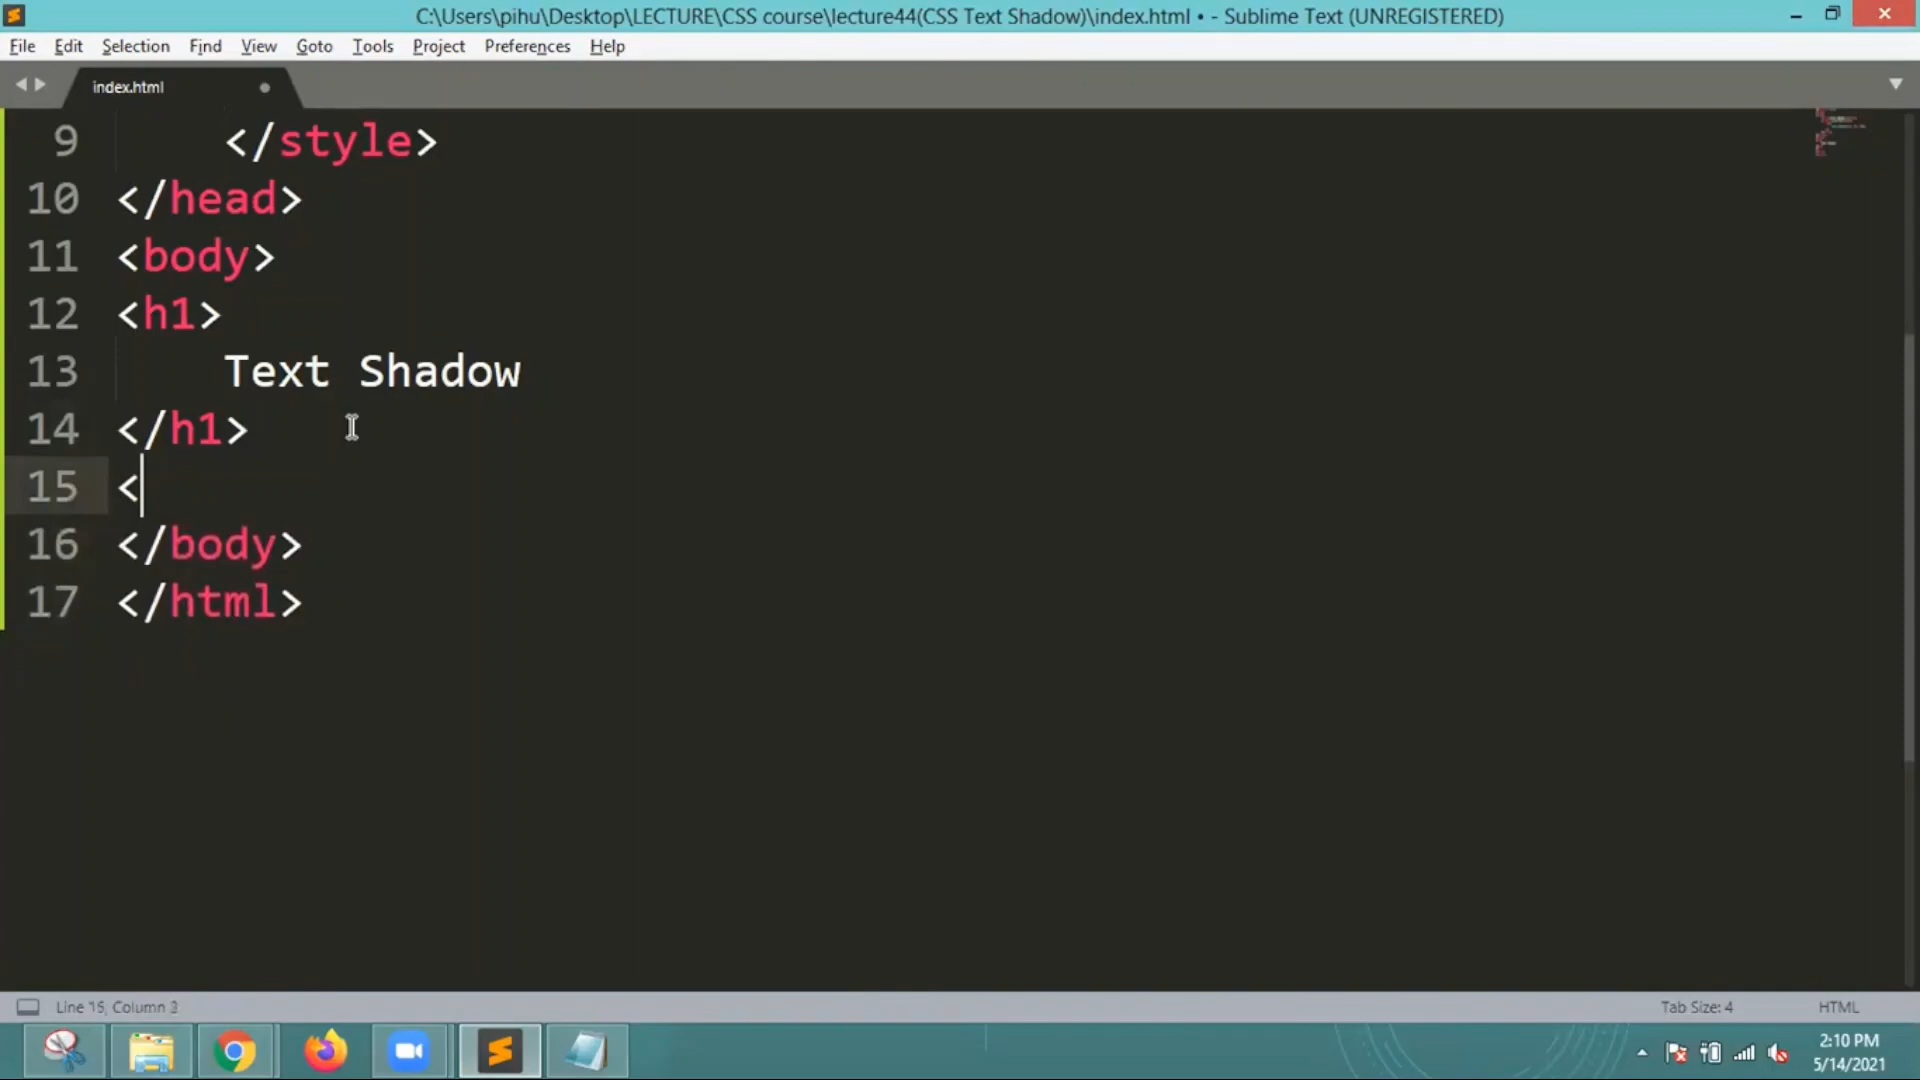 C:\Users\pihu\Desktop\LECTURE\CSS course\lecture44(CSS Text Shadow)\index.html • - Sublime Text (UNREGISTERED)
File Edit Selection Find View Goto Tools Project Preferences Help
index.html
9 </style>
10 </head>
11 <body>
12 <h1>
13 Text Shadow
14 </h1>
15 <
16 </body>
17 </html>
Line 15, Column 2 Tab Size: 4 HTML
2:10 PM
5/14/2021